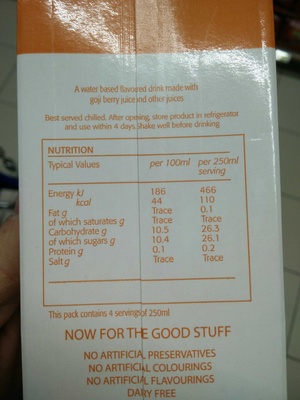 A water based flavoured drink made with
goji berry juice and other juices
Best served chilled. After opening, store product in refrigerator
and use within 4 days. Shake well before drinking
NUTRITION
Typical Values per 100ml per 250ml
serving
Energy kJ 186 466
kcal 44 110
Fat g Trace 0.1
of which saturates g Trace Trace
Carbohydrate g 10.5 26.3
of which sugars g 10.4 26.1
Protein g 0.1 0.2
Salt g Trace Trace
This pack contains 4 servings of 250ml
NOW FOR THE GOOD STUFF
NO ARTIFICIAL PRESERVATIVES
NO ARTIFICIAL COLOURINGS
NO ARTIFICIAL FLAVOURINGS
DAIRY FREE